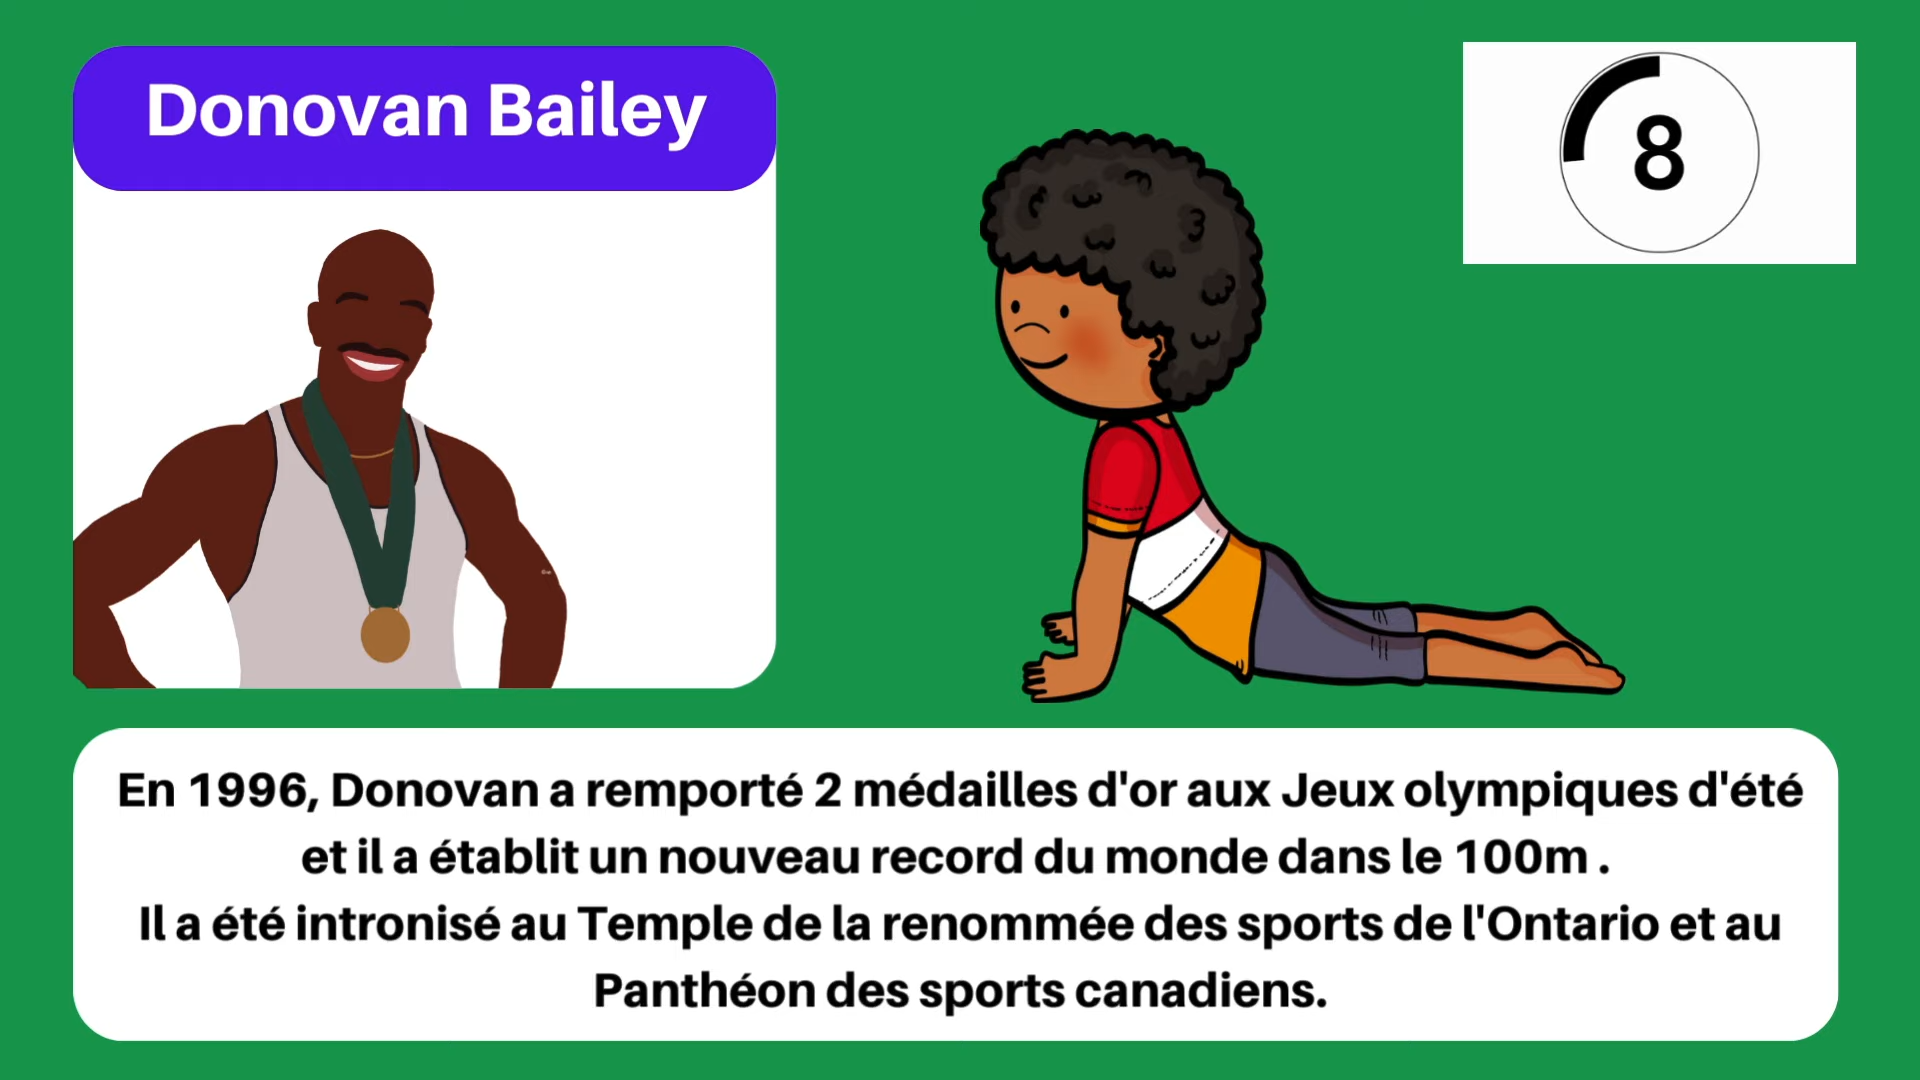 Donovan Bailey
8
En 1996, Donovan a remporté 2 médailles d'or aux Jeux olympiques d'été
et il a établit un nouveau record du monde dans le 100m .
Il a été intronisé au Temple de la renommée des sports de l'Ontario et au
Panthéon des sports canadiens.